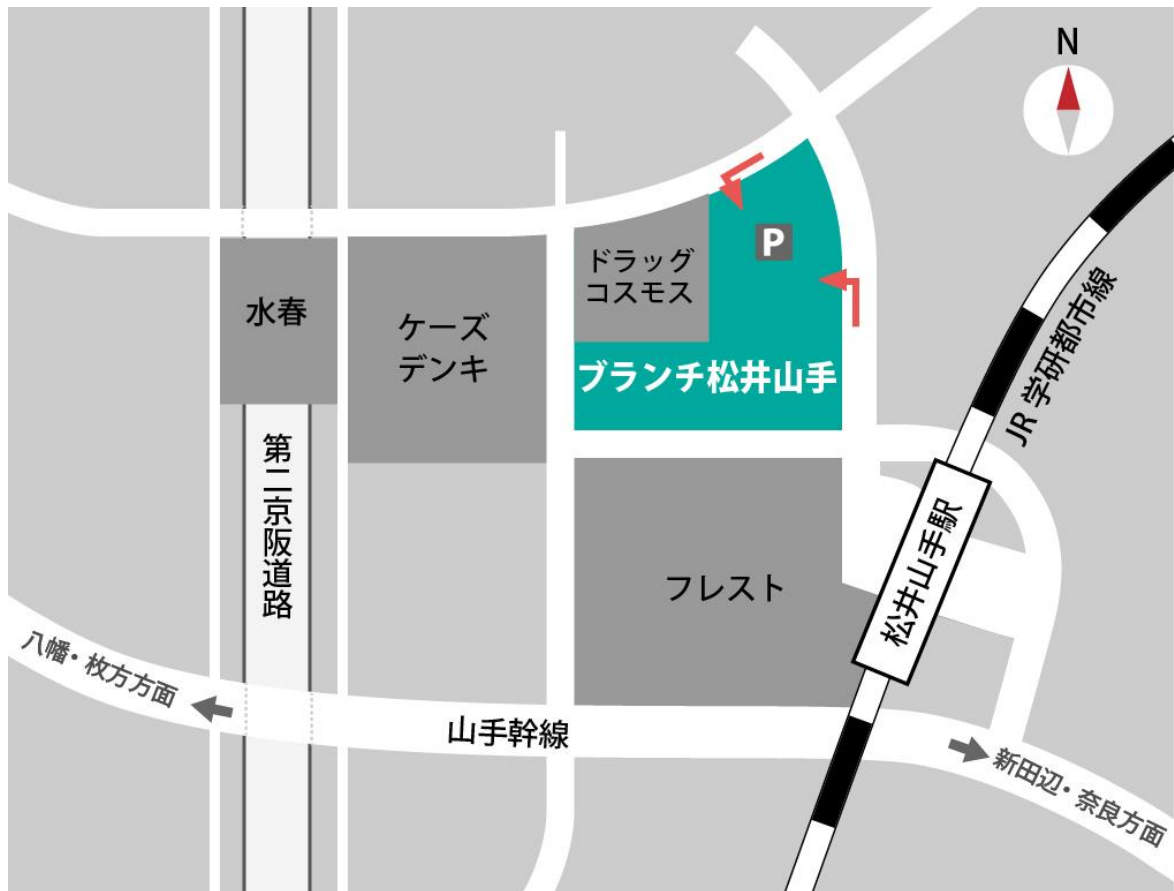 N
P
ドラッグ
コスモス
水春
ケーズ
デンキ
ブランチ松井山手
JR 学研都市線
第二京阪道路
フレスト
松井山手駅
八幡・枚方方面
山手幹線
新田辺・奈良方面